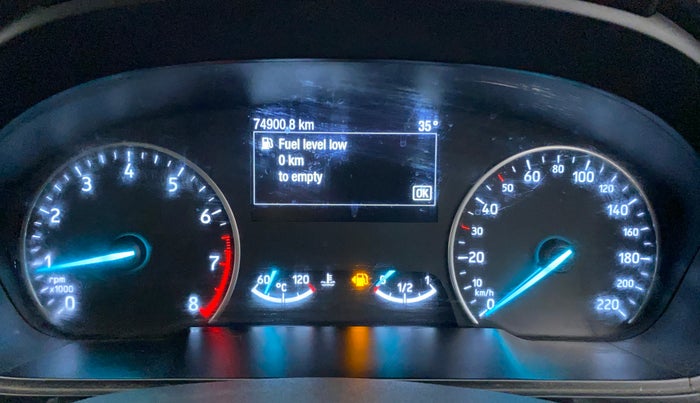 74900.8 km 35°
Fuel level low
0 km
to empty
OK
0 1 2 3 4 5 6 7 8
rpm
x1000
60 °C 120
0 1/2 1
0 10 20 30 40 50 60 80 100 120 140 160 180 200 220
km/h